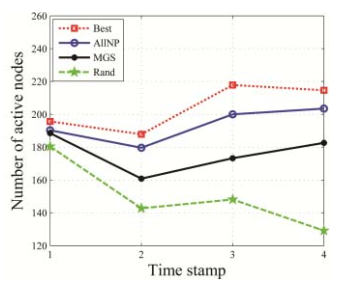 260
240
220
200
180
160
140
120
Number of active nodes
Best
AllNP
MGS
Rand
1 2 3 4
Time stamp